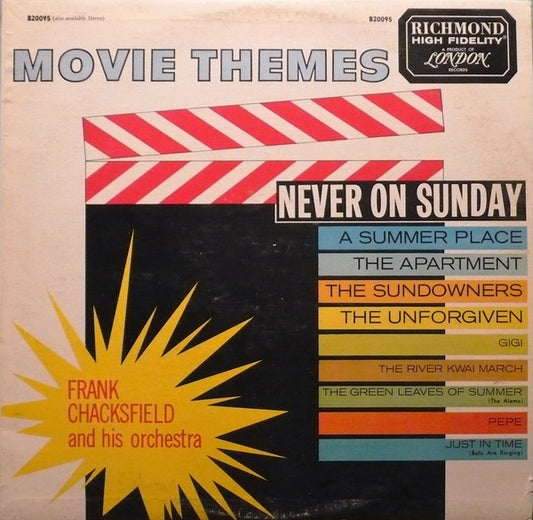 B20095 (also available Stereo)
B20095
RICHMOND
HIGH FIDELITY
A PRODUCT OF
LONDON
RECORDS
MOVIE THEMES
NEVER ON SUNDAY
A SUMMER PLACE
THE APARTMENT
THE SUNDOWNERS
THE UNFORGIVEN
GIGI
THE RIVER KWAI MARCH
THE GREEN LEAVES OF SUMMER
(The Alamo)
PEPE
JUST IN TIME
(Bells Are Ringing)
FRANK
CHACKSFIELD
and his orchestra